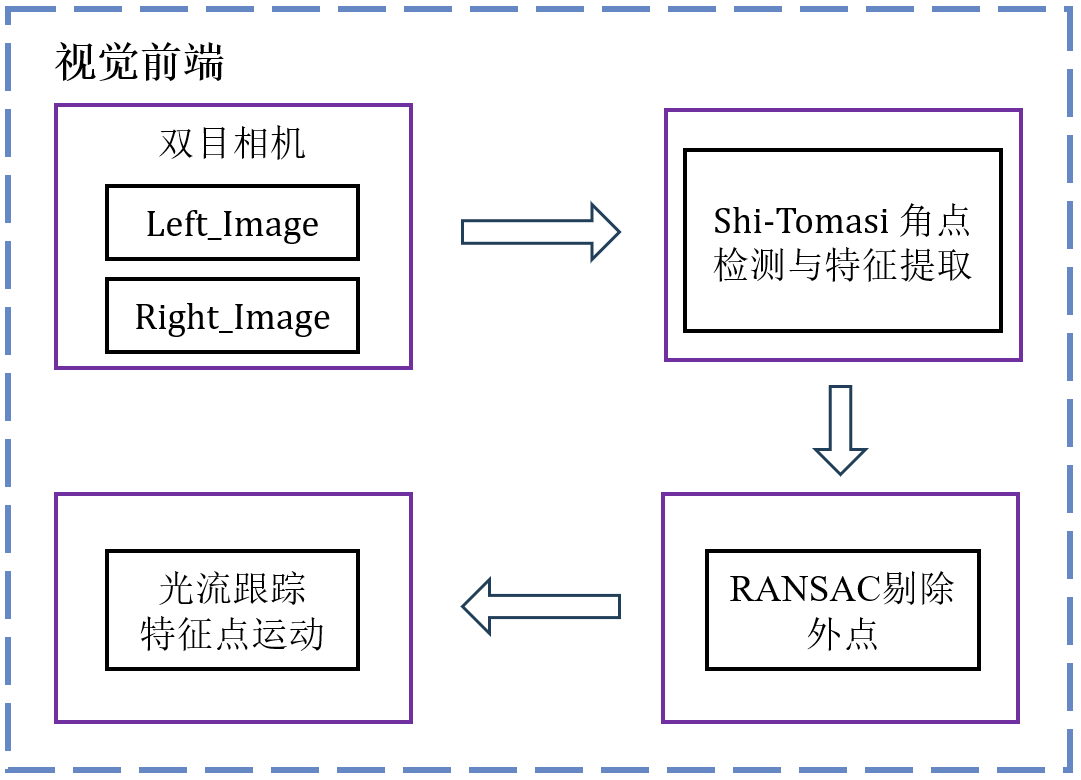 视觉前端
双目相机
Left_Image
Right_Image
Shi-Tomasi 角点
检测与特征提取
RANSAC剔除
外点
光流跟踪
特征点运动